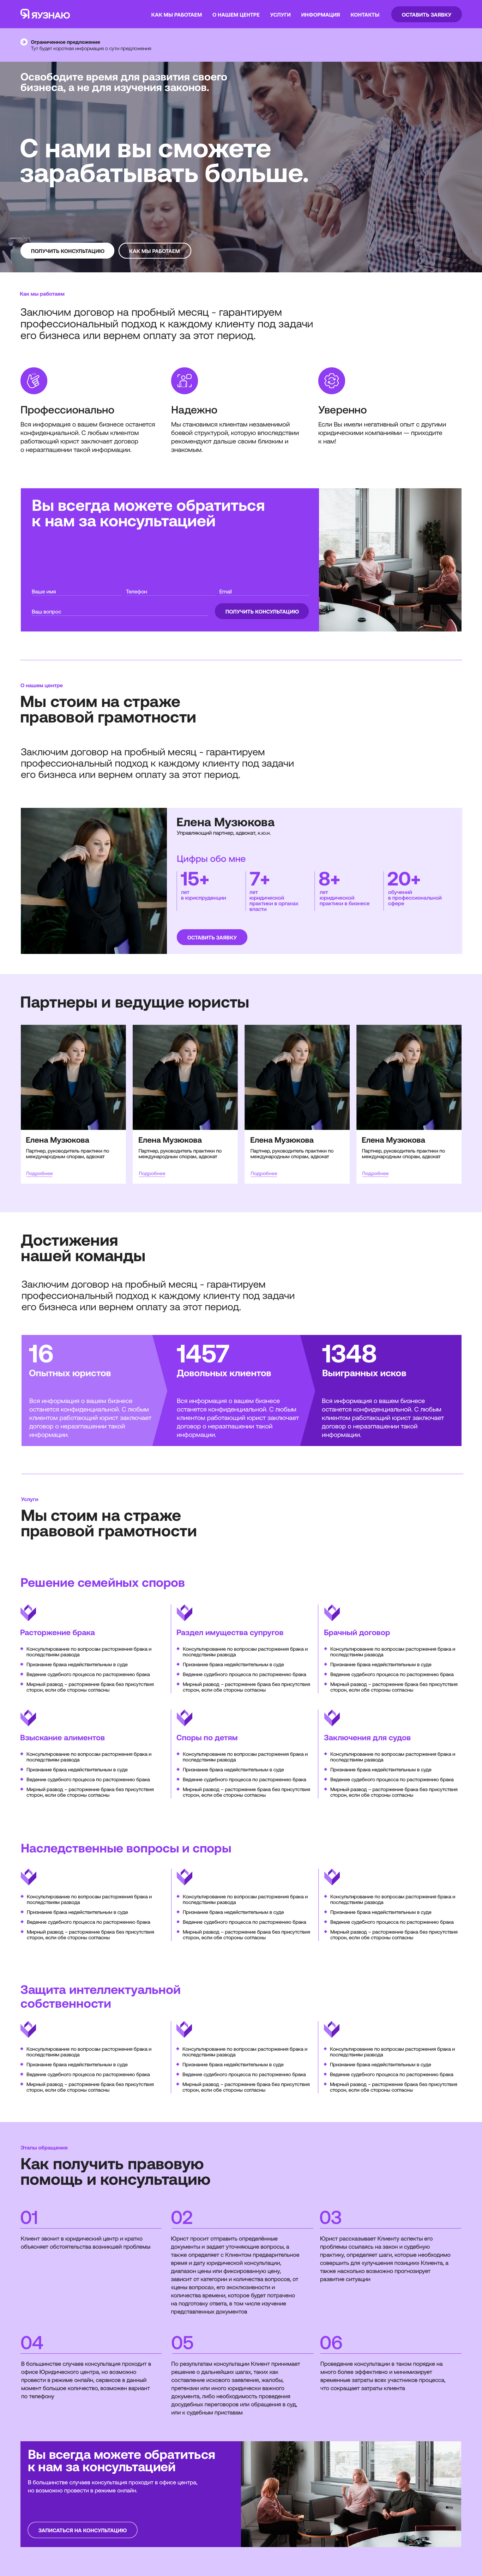 ЯУЗНАЮ
КАК МЫ РАБОТАЕМ
О НАШЕМ ЦЕНТРЕ
УСЛУГИ
ИНФОРМАЦИЯ
КОНТАКТЫ
ОСТАВИТЬ ЗАЯВКУ
Ограниченное предложение
Тут будет короткая информация о сути предложения
Освободите время для развития своего
бизнеса, а не для изучения законов.
С нами вы сможете
зарабатывать больше.
ПОЛУЧИТЬ КОНСУЛЬТАЦИЮ
КАК МЫ РАБОТАЕМ
Как мы работаем
Заключим договор на пробный месяц - гарантируем
профессиональный подход к каждому клиенту под задачи
его бизнеса или вернем оплату за этот период.
Профессионально
Вся информация о вашем бизнесе останется
конфиденциальной. С любым клиентом
работающий юрист заключает договор
о неразглашении такой информации.
Надежно
Мы становимся клиентам незаменимой
боевой структурой, которую впоследствии
рекомендуют дальше своим близким и
знакомым.
Уверенно
Если Вы имели негативный опыт с другими
юридическими компаниями — приходите
к нам!
Вы всегда можете обратиться
к нам за консультацией
Ваше имя
Телефон
Email
Ваш вопрос
ПОЛУЧИТЬ КОНСУЛЬТАЦИЮ
О нашем центре
Мы стоим на страже
правовой грамотности
Заключим договор на пробный месяц - гарантируем
профессиональный подход к каждому клиенту под задачи
его бизнеса или вернем оплату за этот период.
Елена Музюкова
Управляющий партнер, адвокат, к.ю.н.
Цифры обо мне
15+
лет
в юриспруденции
7+
лет
юридической
практики в органах
власти
8+
лет
юридической
практики в бизнесе
20+
обучений
в профессиональной
сфере
ОСТАВИТЬ ЗАЯВКУ
Партнеры и ведущие юристы
Елена Музюкова
Партнер, руководитель практики по
международным спорам, адвокат
Подробнее
Елена Музюкова
Партнер, руководитель практики по
международным спорам, адвокат
Подробнее
Елена Музюкова
Партнер, руководитель практики по
международным спорам, адвокат
Подробнее
Елена Музюкова
Партнер, руководитель практики по
международным спорам, адвокат
Подробнее
Достижения
нашей команды
Заключим договор на пробный месяц - гарантируем
профессиональный подход к каждому клиенту под задачи
его бизнеса или вернем оплату за этот период.
16
Опытных юристов
Вся информация о вашем бизнесе
останется конфиденциальной. С любым
клиентом работающий юрист заключает
договор о неразглашении такой
информации.
1457
Довольных клиентов
Вся информация о вашем бизнесе
останется конфиденциальной. С любым
клиентом работающий юрист заключает
договор о неразглашении такой
информации.
1348
Выигранных исков
Вся информация о вашем бизнесе
останется конфиденциальной. С любым
клиентом работающий юрист заключает
договор о неразглашении такой
информации.
Услуги
Мы стоим на страже
правовой грамотности
Решение семейных споров
Расторжение брака
Консультирование по вопросам расторжения брака и
последствиям развода
Признание брака недействительным в суде
Ведение судебного процесса по расторжению брака
Мирный развод – расторжение брака без присутствия
сторон, если обе стороны согласны
Раздел имущества супругов
Консультирование по вопросам расторжения брака и
последствиям развода
Признание брака недействительным в суде
Ведение судебного процесса по расторжению брака
Мирный развод – расторжение брака без присутствия
сторон, если обе стороны согласны
Брачный договор
Консультирование по вопросам расторжения брака и
последствиям развода
Признание брака недействительным в суде
Ведение судебного процесса по расторжению брака
Мирный развод – расторжение брака без присутствия
сторон, если обе стороны согласны
Взыскание алиментов
Консультирование по вопросам расторжения брака и
последствиям развода
Признание брака недействительным в суде
Ведение судебного процесса по расторжению брака
Мирный развод – расторжение брака без присутствия
сторон, если обе стороны согласны
Споры по детям
Консультирование по вопросам расторжения брака и
последствиям развода
Признание брака недействительным в суде
Ведение судебного процесса по расторжению брака
Мирный развод – расторжение брака без присутствия
сторон, если обе стороны согласны
Заключения для судов
Консультирование по вопросам расторжения брака и
последствиям развода
Признание брака недействительным в суде
Ведение судебного процесса по расторжению брака
Мирный развод – расторжение брака без присутствия
сторон, если обе стороны согласны
Наследственные вопросы и споры
Консультирование по вопросам расторжения брака и
последствиям развода
Признание брака недействительным в суде
Ведение судебного процесса по расторжению брака
Мирный развод – расторжение брака без присутствия
сторон, если обе стороны согласны
Консультирование по вопросам расторжения брака и
последствиям развода
Признание брака недействительным в суде
Ведение судебного процесса по расторжению брака
Мирный развод – расторжение брака без присутствия
сторон, если обе стороны согласны
Консультирование по вопросам расторжения брака и
последствиям развода
Признание брака недействительным в суде
Ведение судебного процесса по расторжению брака
Мирный развод – расторжение брака без присутствия
сторон, если обе стороны согласны
Защита интеллектуальной
собственности
Консультирование по вопросам расторжения брака и
последствиям развода
Признание брака недействительным в суде
Ведение судебного процесса по расторжению брака
Мирный развод – расторжение брака без присутствия
сторон, если обе стороны согласны
Консультирование по вопросам расторжения брака и
последствиям развода
Признание брака недействительным в суде
Ведение судебного процесса по расторжению брака
Мирный развод – расторжение брака без присутствия
сторон, если обе стороны согласны
Консультирование по вопросам расторжения брака и
последствиям развода
Признание брака недействительным в суде
Ведение судебного процесса по расторжению брака
Мирный развод – расторжение брака без присутствия
сторон, если обе стороны согласны
Этапы обращения
Как получить правовую
помощь и консультацию
01
Клиент звонит в юридический центр и кратко
объясняет обстоятельства возникшей проблемы
02
Юрист просит отправить определённые
документы и задает уточняющие вопросы, а
также определяет с Клиентом предварительное
время и дату юридической консультации,
диапазон цены или фиксированную цену,
зависит от категории и количества вопросов, от
«цены вопроса», его эксклюзивности и
количества времени, которое будет потрачено
на подготовку ответа, в том числе изучение
представленных документов
03
Юрист рассказывает Клиенту аспекты его
проблемы ссылаясь на закон и судебную
практику, определяет шаги, которые необходимо
совершить для улучшения позиций Клиента, а
также насколько возможно прогнозирует
развитие ситуации
04
В большинстве случаев консультация проходит в
офисе Юридического центра, но возможно
провести в режиме онлайн, сервисов в данный
момент большое количество, возможен вариант
по телефону
05
По результатам консультации Клиент принимает
решение о дальнейших шагах, таких как
составление искового заявления, жалобы,
претензии или иного юридически важного
документа, либо необходимость проведения
досудебных переговоров или обращения в суд,
или к судебным приставам
06
Проведение консультации в таком порядке на
много более эффективно и минимизирует
временные затраты всех участников процесса,
что сокращает затраты клиента
Вы всегда можете обратиться
к нам за консультацией
В большинстве случаев консультация проходит в офисе центра,
но возможно провести в режиме онлайн.
ЗАПИСАТЬСЯ НА КОНСУЛЬТАЦИЮ